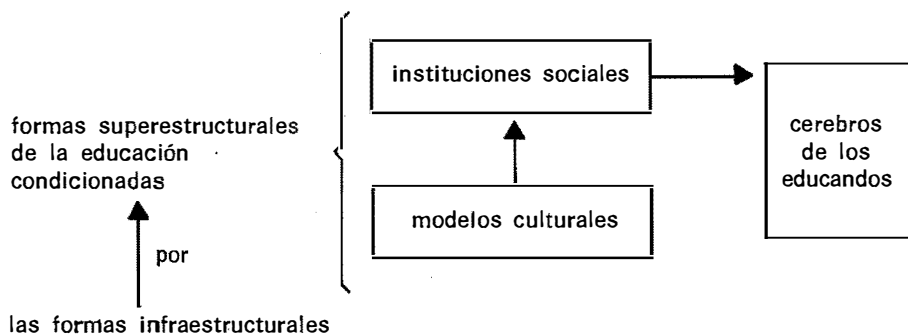 formas superestructurales
de la educación
condicionadas
por
las formas infraestructurales
instituciones sociales
modelos culturales
cerebros
de los
educandos